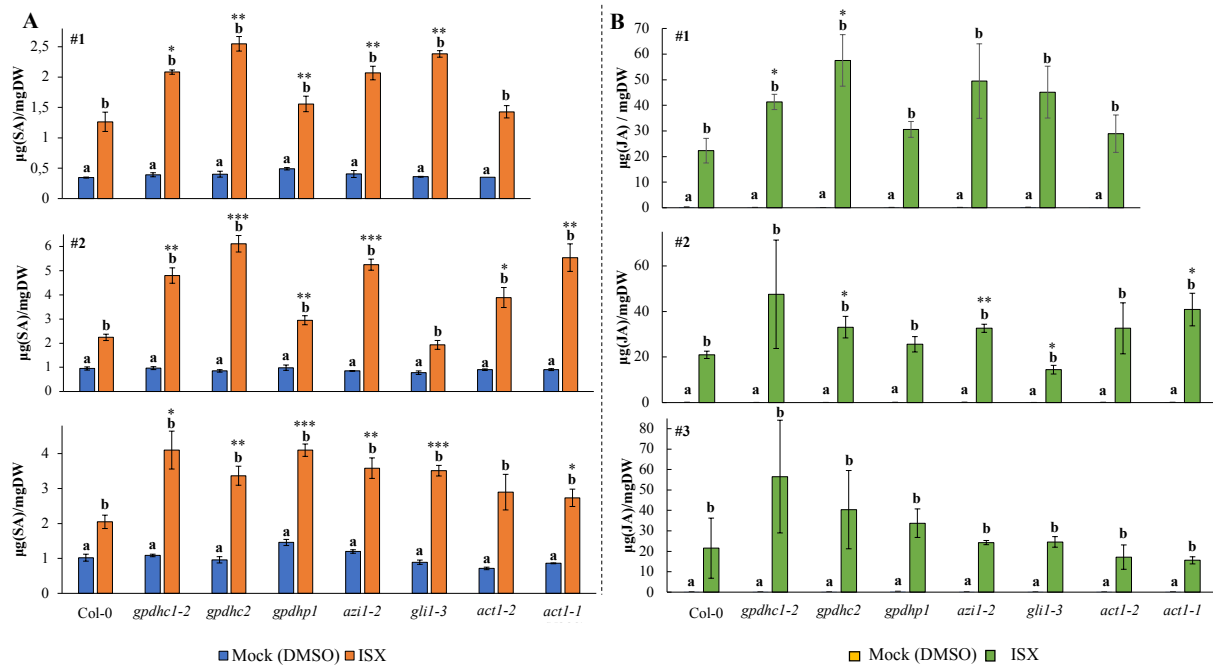 A
#1
µg(SA)/mgDW
2,5
2
1,5
1
0,5
0
* ** ** ** **
b b b b b b b
a a a a a a a
#2
µg(SA)/mgDW
6
5
4
3
2
1
0
** *** ** *** * **
b b b b b b b b
a a a a a a a a
µg(SA)/mgDW
4
3
2
1
0
* ** *** ** *** *
b b b b b b b b
a a a a a a a a
Col-0 gpdhc1-2 gpdhc2 gpdhp1 azi1-2 gli1-3 act1-2 act1-1
Mock (DMSO) ISX
B
#1
µg(JA) / mgDW
70
60
50
40
30
20
10
0
* *
b b b b b b b
a a a a a a a
#2
µg(JA)/mgDW
60
40
20
0
* ** * *
b b b b b b b b
a a a a a a a a
#3
µg(JA)/mgDW
80
70
60
50
40
30
20
10
0
b b b b b b b b
a a a a a a a a
Col-0 gpdhc1-2 gpdhc2 gpdhp1 azi1-2 gli1-3 act1-2 act1-1
Mock (DMSO) ISX